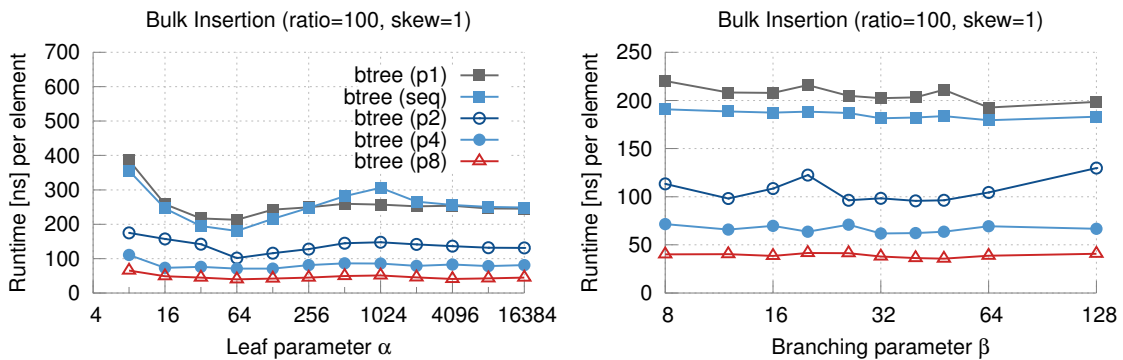 Bulk Insertion (ratio=100, skew=1)
700
600
500
400
300
200
100
0
Runtime [ns] per element
btree (p1)
btree (seq)
btree (p2)
btree (p4)
btree (p8)
4 16 64 256 1024 4096 16384
Leaf parameter α
Bulk Insertion (ratio=100, skew=1)
250
200
150
100
50
0
Runtime [ns] per element
8 16 32 64 128
Branching parameter β